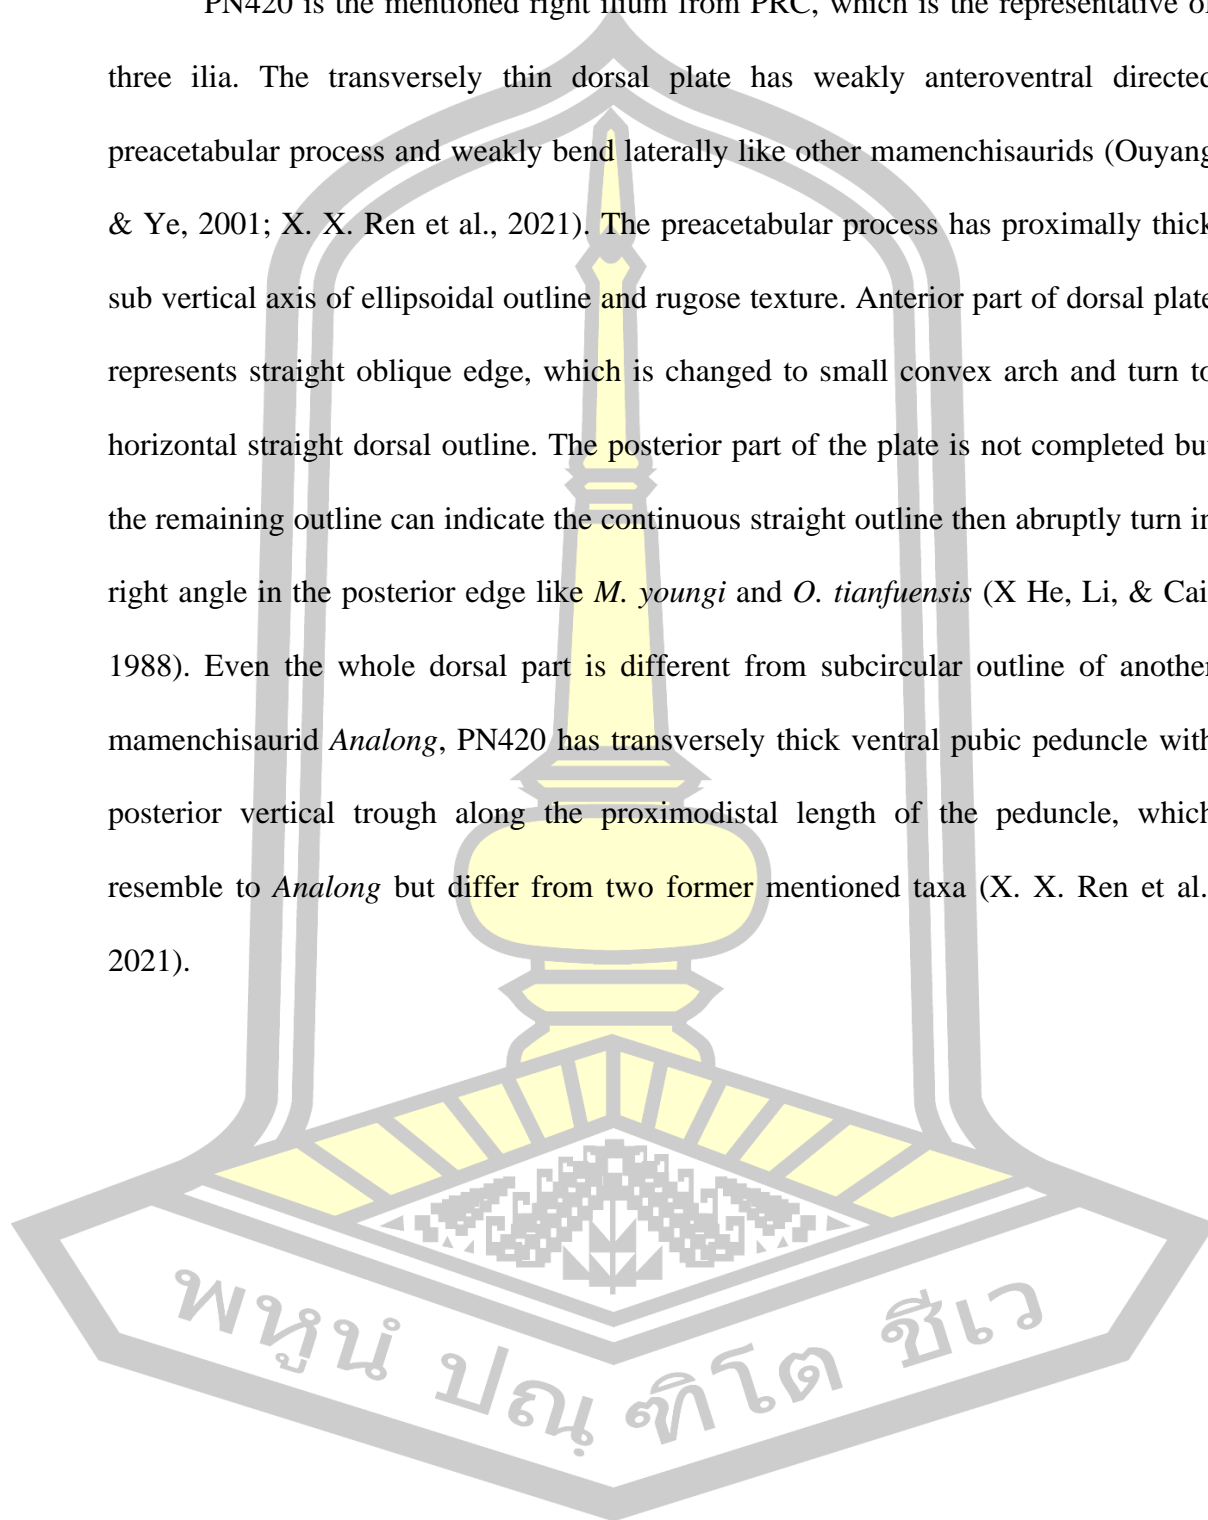 PN420 is the mentioned right ilium from PRC, which is the representative of
three ilia. The transversely thin dorsal plate has weakly anteroventral directed
preacetabular process and weakly bend laterally like other mamenchisaurids (Ouyang
& Ye, 2001; X. X. Ren et al., 2021). The preacetabular process has proximally thick
sub vertical axis of ellipsoidal outline and rugose texture. Anterior part of dorsal plate
represents straight oblique edge, which is changed to small convex arch and turn to
horizontal straight dorsal outline. The posterior part of the plate is not completed but
the remaining outline can indicate the continuous straight outline then abruptly turn in
right angle in the posterior edge like M. youngi and O. tianfuensis (X He, Li, & Cai
1988). Even the whole dorsal part is different from subcircular outline of another
mamenchisaurid Analong, PN420 has transversely thick ventral pubic peduncle with
posterior vertical trough along the proximodistal length of the peduncle, which
resemble to Analong but differ from two former mentioned taxa (X. X. Ren et al.
2021).
พหูนํ ปณฺฑิโต ชีเว